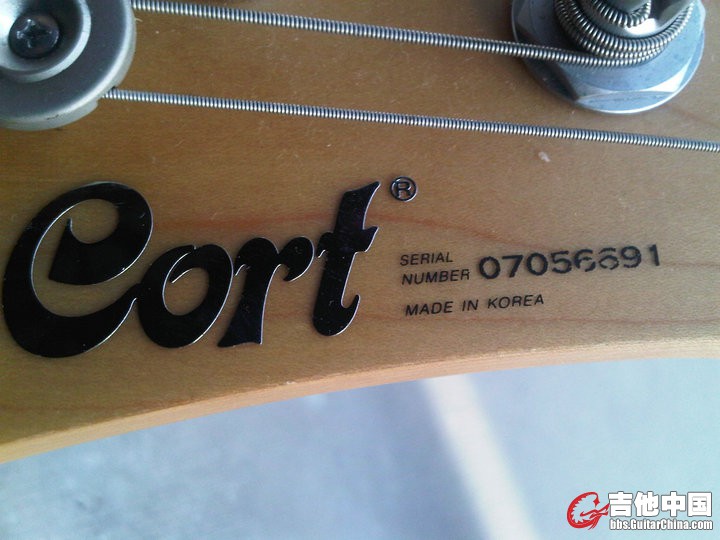 Cort®
SERIAL
NUMBER 07056691
MADE IN KOREA
吉他中国
bbs.GuitarChina.com